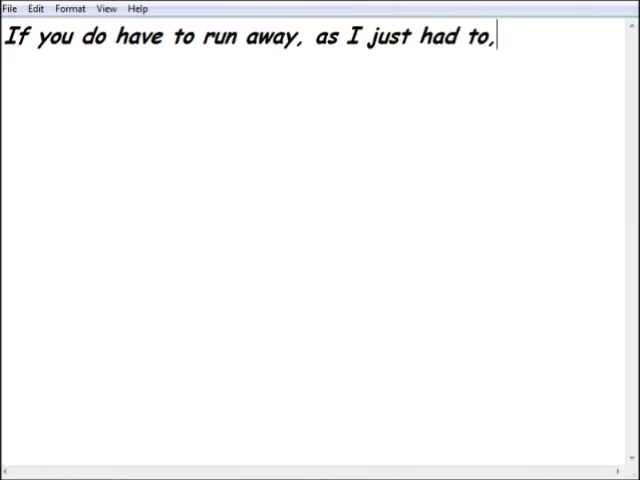 File Edit Format View Help
If you do have to run away, as I just had to,